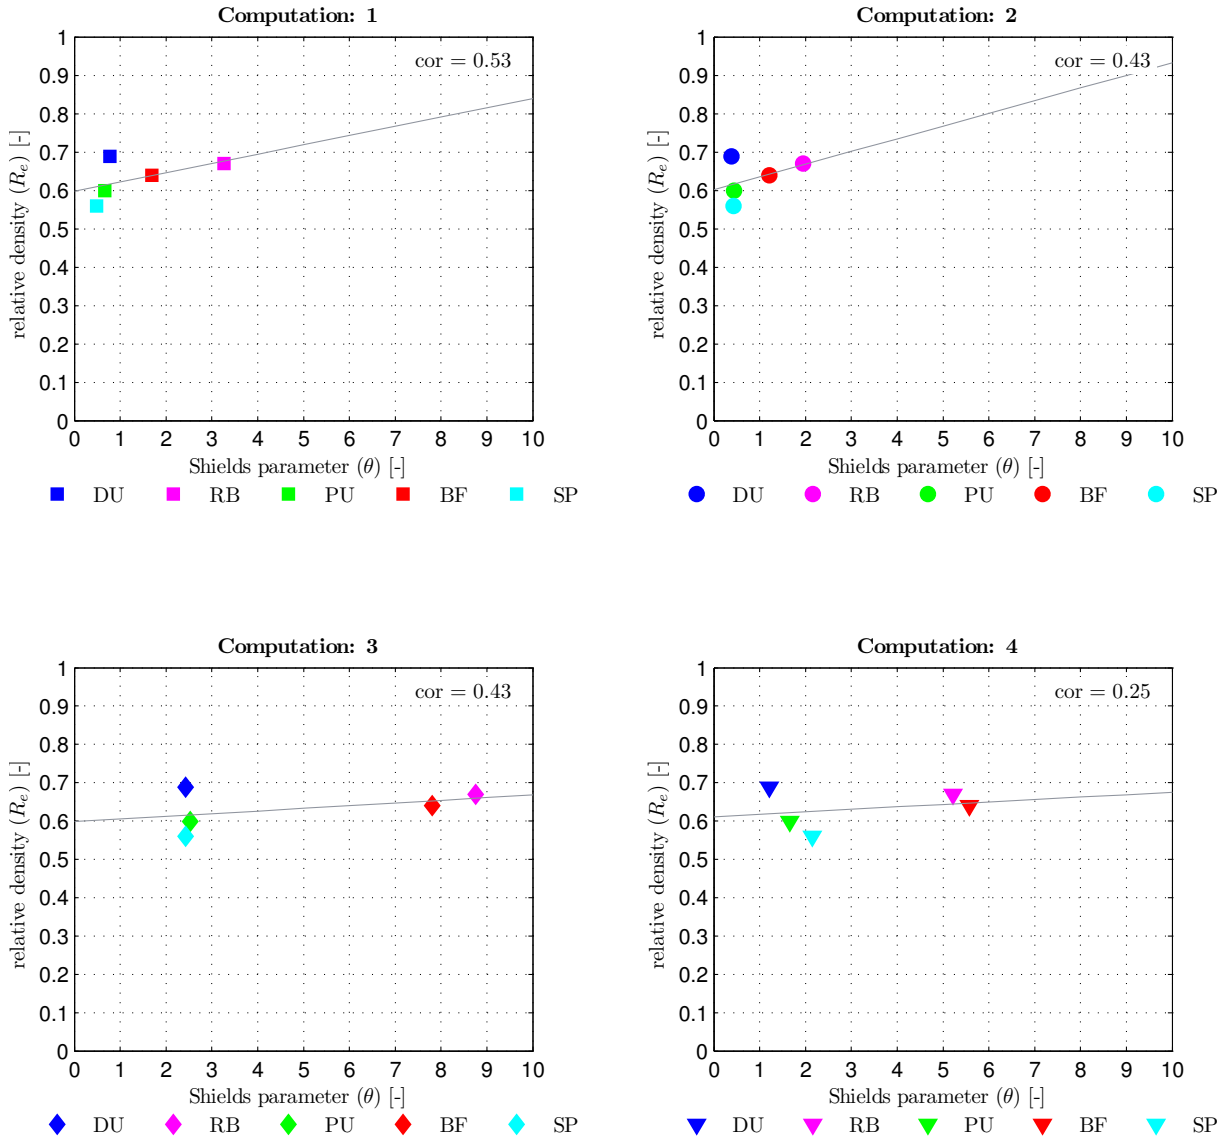 Computation: 1
cor = 0.53
relative density (R_e) [-]
1
0.9
0.8
0.7
0.6
0.5
0.4
0.3
0.2
0.1
0
0 1 2 3 4 5 6 7 8 9 10
Shields parameter (θ) [-]
DU RB PU BF SP
Computation: 2
cor = 0.43
relative density (R_e) [-]
1
0.9
0.8
0.7
0.6
0.5
0.4
0.3
0.2
0.1
0
0 1 2 3 4 5 6 7 8 9 10
Shields parameter (θ) [-]
DU RB PU BF SP
Computation: 3
cor = 0.43
relative density (R_e) [-]
1
0.9
0.8
0.7
0.6
0.5
0.4
0.3
0.2
0.1
0
0 1 2 3 4 5 6 7 8 9 10
Shields parameter (θ) [-]
DU RB PU BF SP
Computation: 4
cor = 0.25
relative density (R_e) [-]
1
0.9
0.8
0.7
0.6
0.5
0.4
0.3
0.2
0.1
0
0 1 2 3 4 5 6 7 8 9 10
Shields parameter (θ) [-]
DU RB PU BF SP